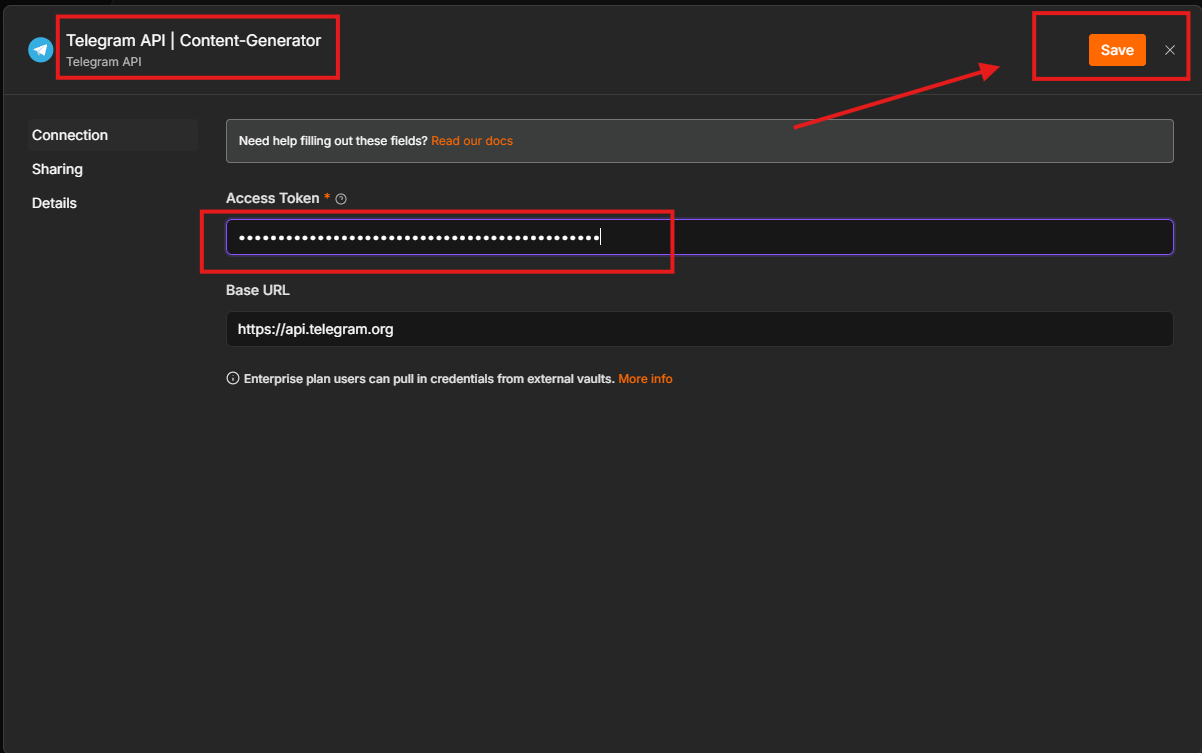 Telegram API | Content-Generator
Telegram API
Save
Connection
Sharing
Details
Need help filling out these fields? Read our docs
Access Token *
••••••••••••••••••••••••••••••••••••••••••••••
Base URL
https://api.telegram.org
Enterprise plan users can pull in credentials from external vaults. More info